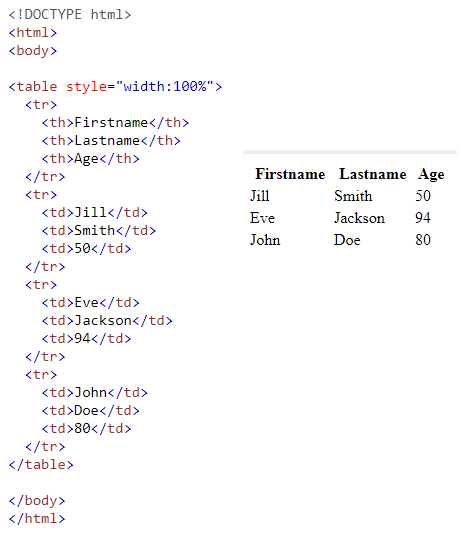 <!DOCTYPE html>
<html>
<body>

<table style="width:100%">
  <tr>
    <th>Firstname</th>
    <th>Lastname</th>
    <th>Age</th>
  </tr>
  <tr>
    <td>Jill</td>
    <td>Smith</td>
    <td>50</td>
  </tr>
  <tr>
    <td>Eve</td>
    <td>Jackson</td>
    <td>94</td>
  </tr>
  <tr>
    <td>John</td>
    <td>Doe</td>
    <td>80</td>
  </tr>
</table>

</body>
</html>

Firstname Lastname Age
Jill Smith 50
Eve Jackson 94
John Doe 80